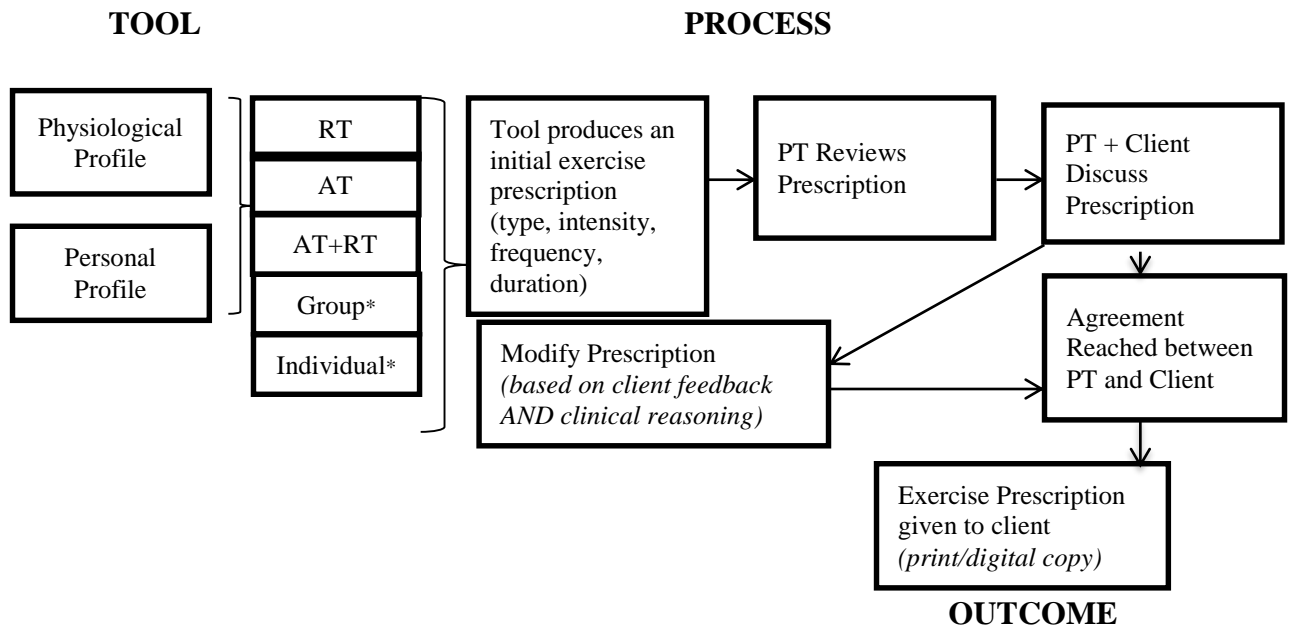 TOOL
PROCESS
Physiological
Profile
Personal
Profile
RT
AT
AT+RT
Group*
Individual*
Tool produces an
initial exercise
prescription
(type, intensity,
frequency,
duration)
PT Reviews
Prescription
PT + Client
Discuss
Prescription
Modify Prescription
(based on client feedback
AND clinical reasoning)
Agreement
Reached between
PT and Client
Exercise Prescription
given to client
(print/digital copy)
OUTCOME